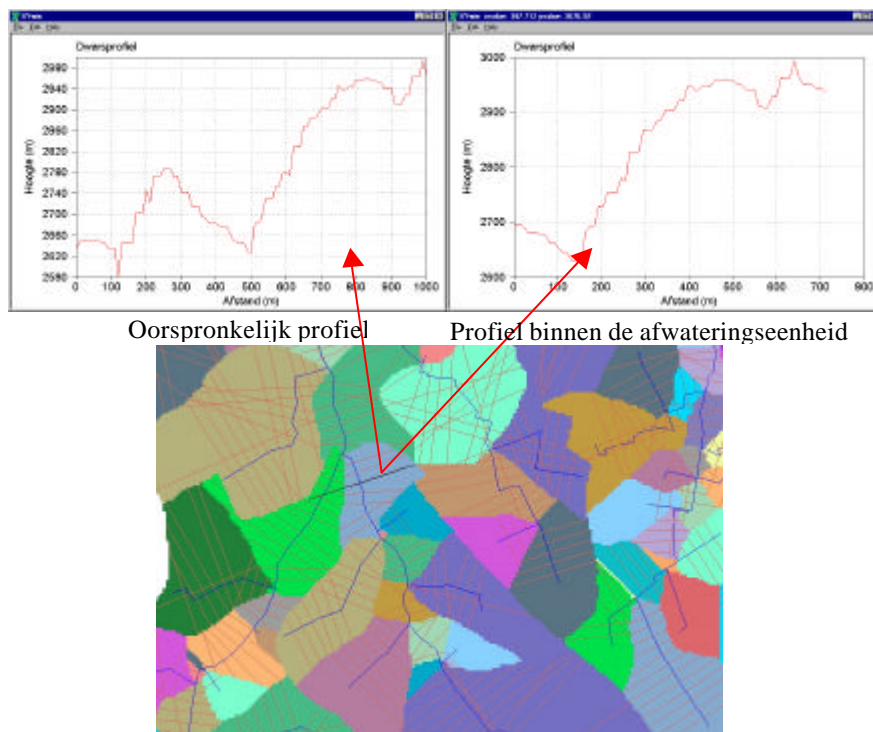 Dwarsprofiel
Hoogte (m)
2980
2940
2900
2860
2820
2780
2740
2700
2660
2620
2580
0 100 200 300 400 500 600 700 800 900 1000
Afstand (m)
Dwarsprofiel
Hoogte (m)
3000
2900
2800
2700
2600
0 100 200 300 400 500 600 700 800
Afstand (m)
Oorspronkelijk profiel
Profiel binnen de afwateringseenheid